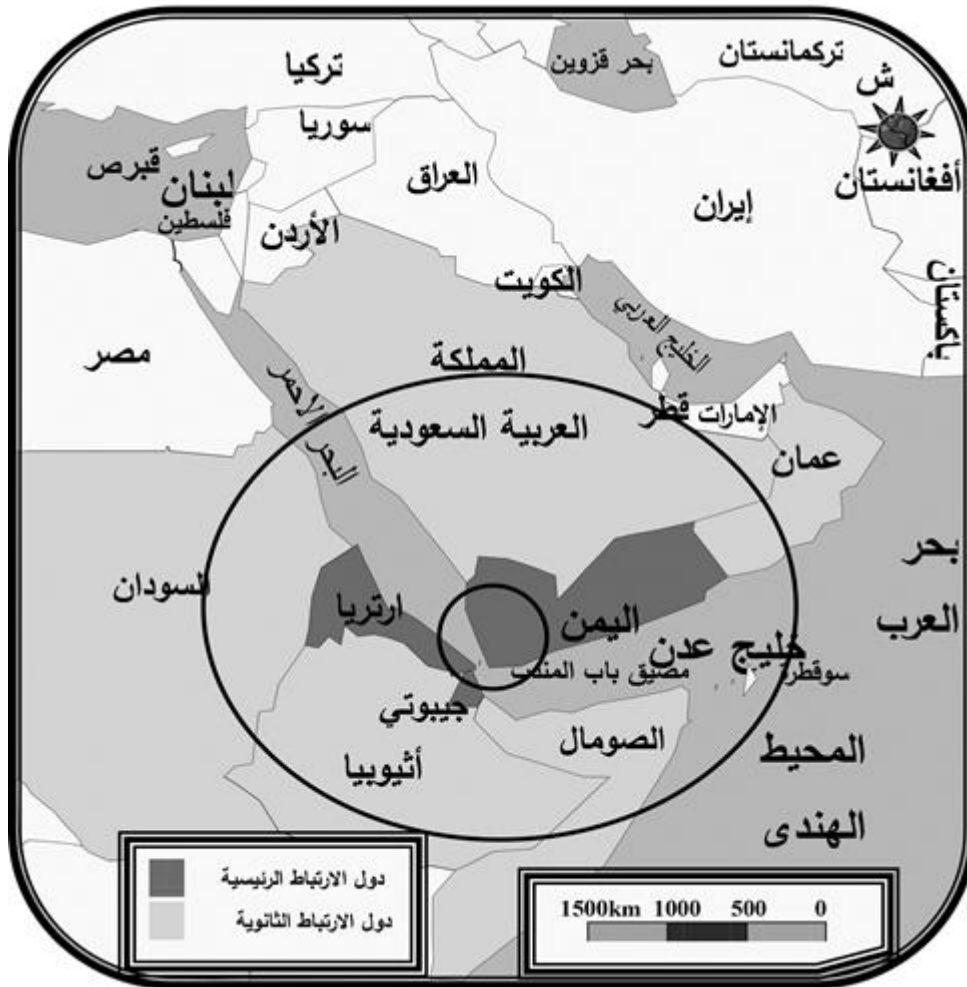 تركيا
بحر قزوين
تركمانستان
ش
قبرص
سوريا
لبنان
العراق
إيران
أفغانستان
فلسطين
الأردن
الكويت
باكستان
الخليج العربي
مصر
المملكة
العربية السعودية
البحر الاحمر
قطر
الإمارات
عمان
بحر
العرب
السودان
ارتريا
اليمن
خليج عدن
مضيق باب المندب
سوقطرة
جيبوتي
الصومال
أثيوبيا
المحيط
الهندى
دول الارتباط الرئيسية
دول الارتباط الثانوية
1500km 1000 500 0